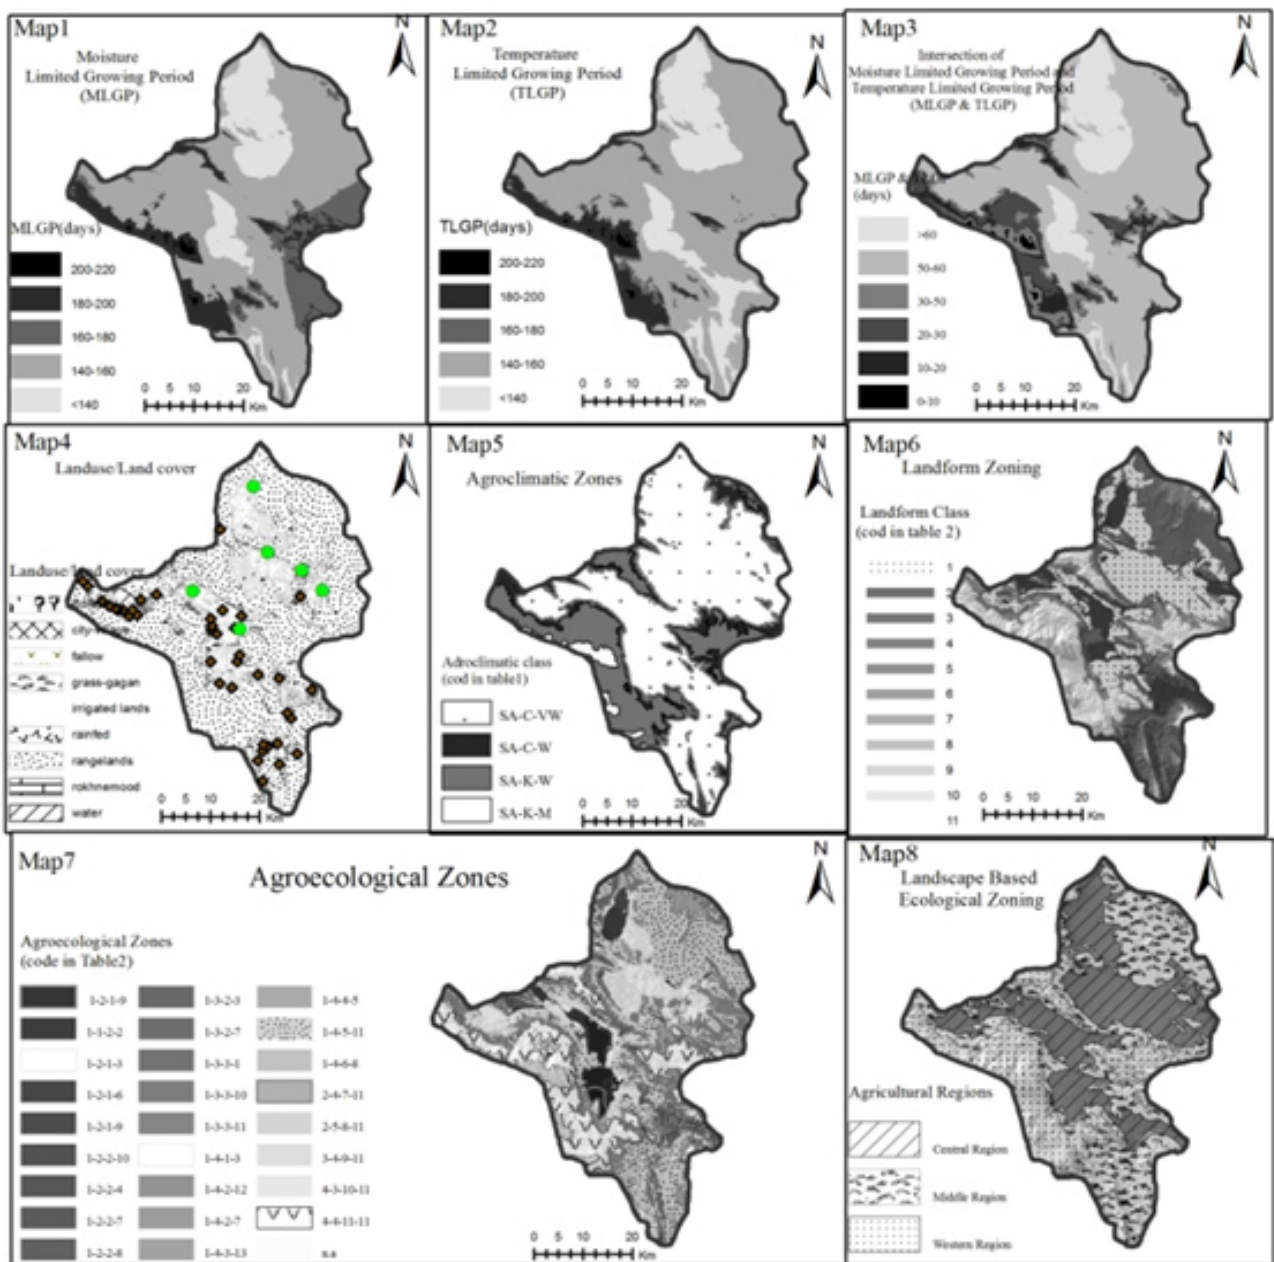 Map1
Moisture
Limited Growing Period
(MLGP)
N
MLGP(days)
200-220
180-200
160-180
140-160
<140
0 5 10 20
Km
Map2
Temperature
Limited Growing Period
(TLGP)
N
TLGP(days)
200-220
180-200
160-180
140-160
<140
0 5 10 20
Km
Map3
Intersection of
Moisture Limited Growing Period and
Temperature Limited Growing Period
(MLGP & TLGP)
N
MLGP &
(days)
>60
50-60
30-50
20-30
10-20
0-10
0 5 10 20
Km
Map4
Landuse/Land cover
N
Landuse/land cover
fallow
grass-gagan
irrigated lands
rainfed
rangelands
rokhnemood
water
0 5 10 20
Km
Map5
Agroclimatic Zones
N
Adroclimatic class
(cod in table1)
SA-C-VW
SA-C-W
SA-K-W
SA-K-M
0 5 10 20
Km
Map6
Landform Zoning
N
Landform Class
(cod in table 2)
1
2
3
4
5
6
7
8
9
10
11
0 5 10 20
Km
Map7
Agroecological Zones
N
Agroecological Zones
(code in Table2)
1-2-1-9
1-1-2-2
1-2-1-3
1-2-1-6
1-2-1-9
1-2-2-10
1-2-2-4
1-2-2-7
1-2-2-8
1-3-2-3
1-3-2-7
1-3-3-1
1-3-3-10
1-3-3-11
1-4-1-3
1-4-2-12
1-4-2-7
1-4-3-13
1-4-4-5
1-4-5-11
1-4-6-8
2-4-7-11
2-5-8-11
3-4-9-11
4-3-10-11
4-4-11-11
n.a
0 5 10 20
Km
Map8
Landscape Based
Ecological Zoning
N
Agricultural Regions
Central Region
Middle Region
Western Region